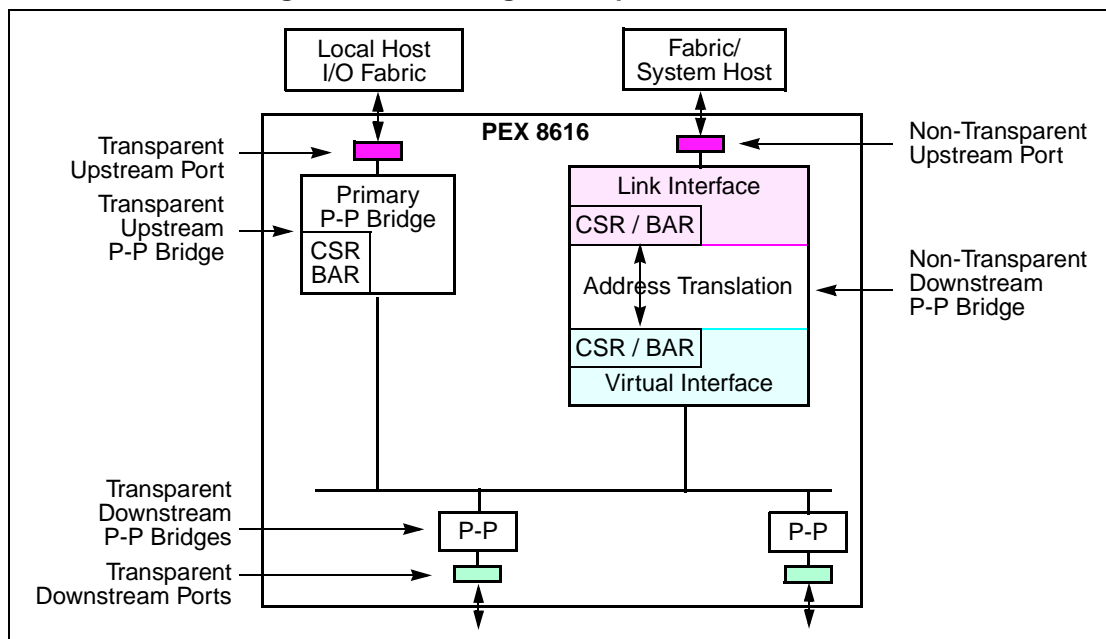 Local Host
I/O Fabric
Fabric/
System Host
PEX 8616
Transparent
Upstream Port
Non-Transparent
Upstream Port
Transparent
Upstream
P-P Bridge
Primary
P-P Bridge
CSR
BAR
Link Interface
CSR / BAR
Address Translation
CSR / BAR
Virtual Interface
Non-Transparent
Downstream
P-P Bridge
Transparent
Downstream
P-P Bridges
P-P
P-P
Transparent
Downstream Ports